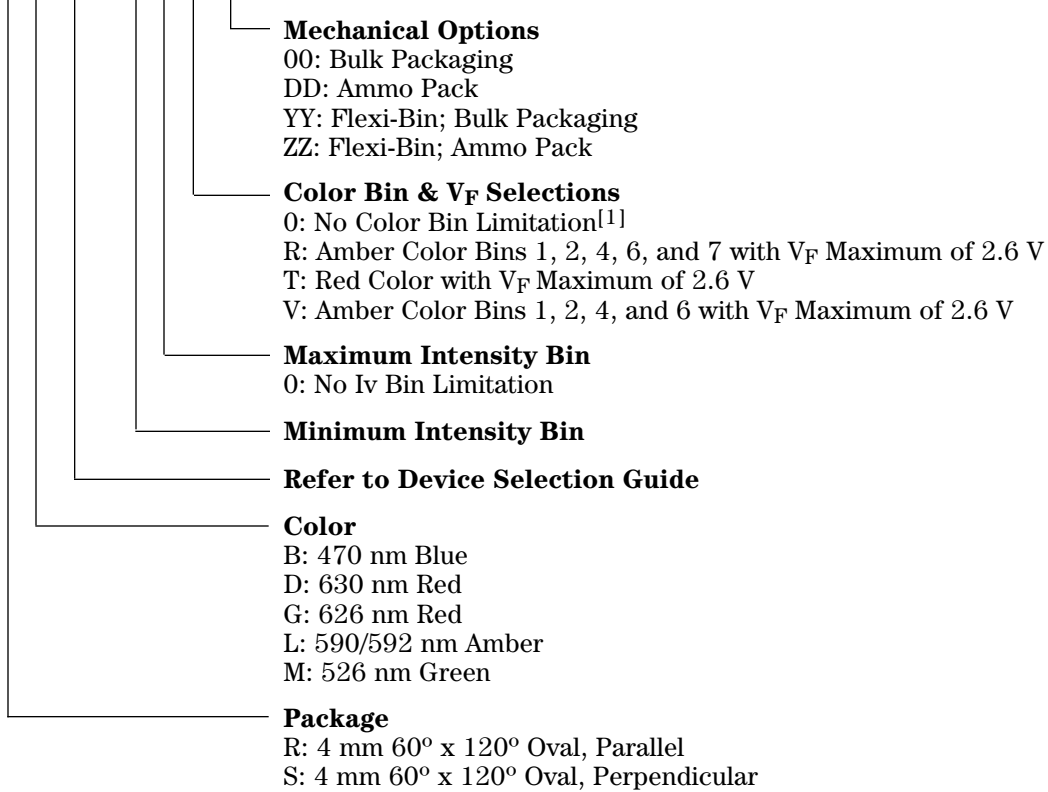 Mechanical Options
00: Bulk Packaging
DD: Ammo Pack
YY: Flexi-Bin; Bulk Packaging
ZZ: Flexi-Bin; Ammo Pack
Color Bin & VF Selections
0: No Color Bin Limitation[1]
R: Amber Color Bins 1, 2, 4, 6, and 7 with VF Maximum of 2.6 V
T: Red Color with VF Maximum of 2.6 V
V: Amber Color Bins 1, 2, 4, and 6 with VF Maximum of 2.6 V
Maximum Intensity Bin
0: No Iv Bin Limitation
Minimum Intensity Bin
Refer to Device Selection Guide
Color
B: 470 nm Blue
D: 630 nm Red
G: 626 nm Red
L: 590/592 nm Amber
M: 526 nm Green
Package
R: 4 mm 60º x 120º Oval, Parallel
S: 4 mm 60º x 120º Oval, Perpendicular